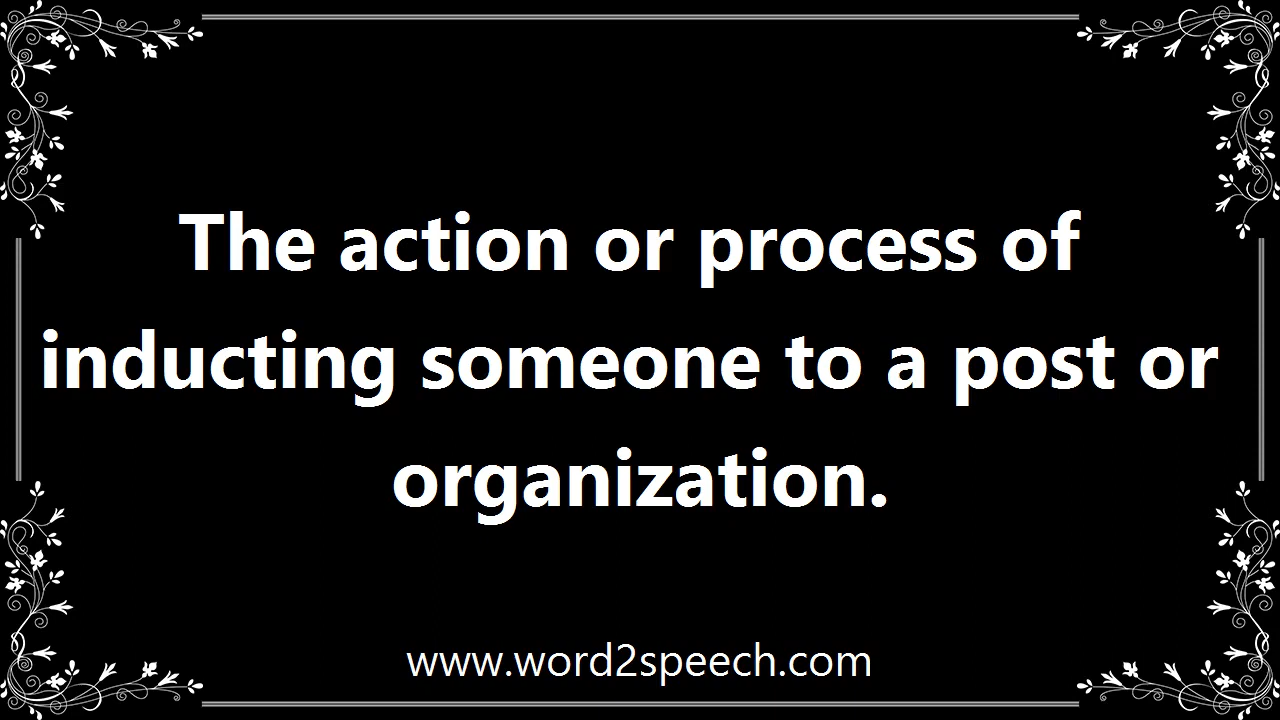 The action or process of
inducting someone to a post or
organization.
www.word2speech.com